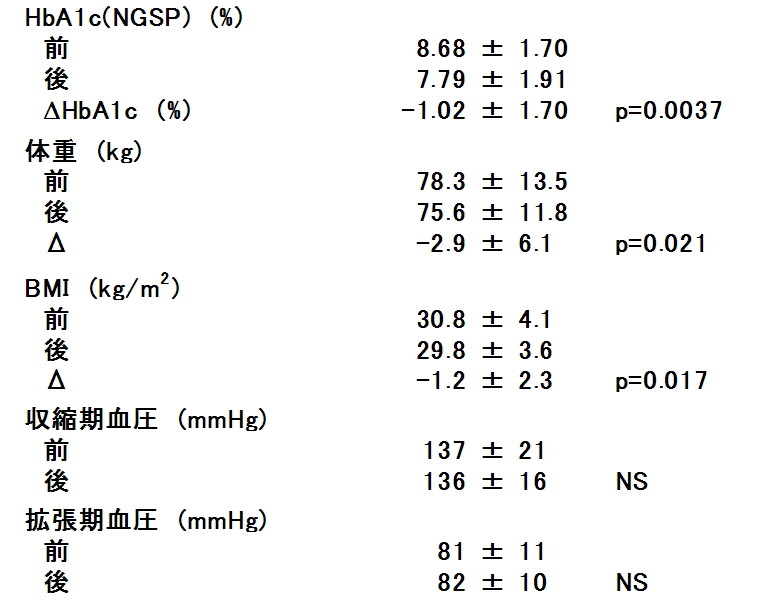 HbA1c(NGSP) (%)
前 8.68 ± 1.70
後 7.79 ± 1.91
ΔHbA1c (%) -1.02 ± 1.70 p=0.0037
体重 (kg)
前 78.3 ± 13.5
後 75.6 ± 11.8
Δ -2.9 ± 6.1 p=0.021
BMI (kg/m²)
前 30.8 ± 4.1
後 29.8 ± 3.6
Δ -1.2 ± 2.3 p=0.017
収縮期血圧 (mmHg)
前 137 ± 21
後 136 ± 16 NS
拡張期血圧 (mmHg)
前 81 ± 11
後 82 ± 10 NS